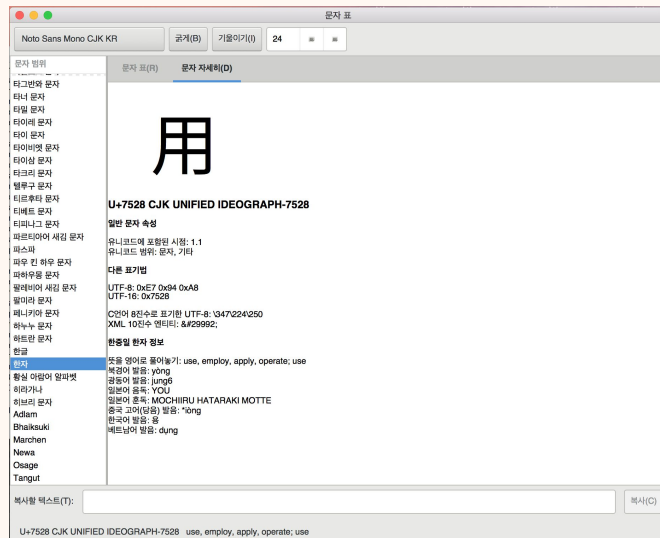 문자 표
Noto Sans Mono CJK KR
굵게(B)
기울이기(I)
24
문자 범위
문자 표(R)
문자 자세히(D)
타그반와 문자
타너 문자
타밀 문자
타이레 문자
타이 문자
타이비엣 문자
타이삼 문자
타크리 문자
텔루구 문자
티르후타 문자
티베트 문자
티피나그 문자
파르티아어 새김 문자
파스파
파우 킨 하우 문자
파하우몽 문자
팔레비어 새김 문자
팔미라 문자
페니키아 문자
하누누 문자
하트란 문자
한글
한자
황실 아람어 알파벳
히라가나
히브리 문자
Adlam
Bhaiksuki
Marchen
Newa
Osage
Tangut
用
U+7528 CJK UNIFIED IDEOGRAPH-7528
일반 문자 속성
유니코드에 포함된 시점: 1.1
유니코드 범위: 문자, 기타
다른 표기법
UTF-8: 0xE7 0x94 0xA8
UTF-16: 0x7528
C언어 8진수로 표기한 UTF-8: \347\224\250
XML 10진수 엔티티: &#29992;
한중일 한자 정보
뜻을 영어로 풀어놓기: use, employ, apply, operate; use
북경어 발음: yòng
광동어 발음: jung6
일본어 음독: YOU
일본어 훈독: MOCHIIRU HATARAKI MOTTE
중국 고어(당음) 발음: *iòng
한국어 발음: 용
베트남어 발음: dụng
복사할 텍스트(T):
복사(C)
U+7528 CJK UNIFIED IDEOGRAPH-7528 use, employ, apply, operate; use